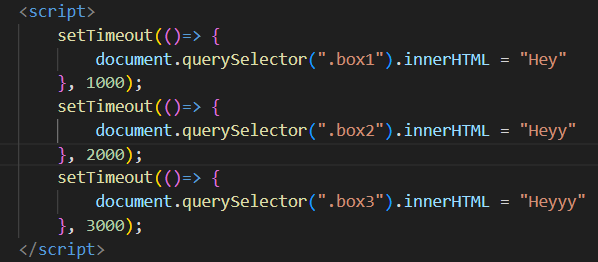 <script>
    setTimeout(()=> {
        document.querySelector(".box1").innerHTML = "Hey"
    }, 1000);
    setTimeout(()=> {
        document.querySelector(".box2").innerHTML = "Heyy"
    }, 2000);
    setTimeout(()=> {
        document.querySelector(".box3").innerHTML = "Heyyy"
    }, 3000);
</script>